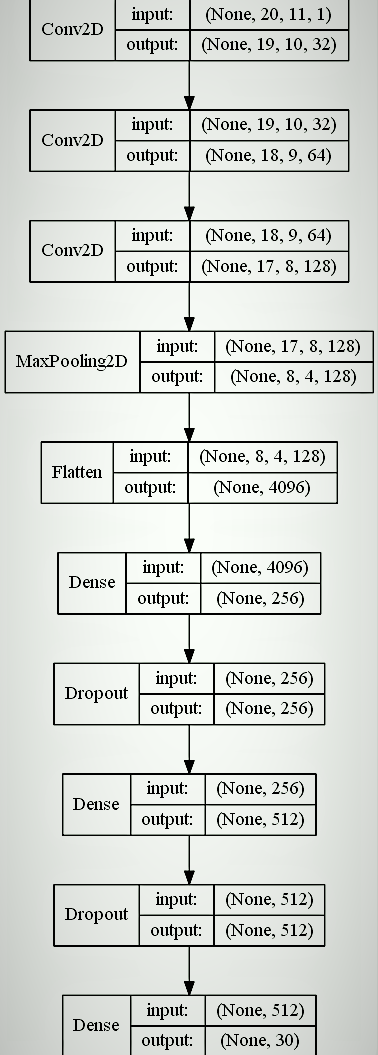 Conv2D
input: (None, 20, 11, 1)
output: (None, 19, 10, 32)
Conv2D
input: (None, 19, 10, 32)
output: (None, 18, 9, 64)
Conv2D
input: (None, 18, 9, 64)
output: (None, 17, 8, 128)
MaxPooling2D
input: (None, 17, 8, 128)
output: (None, 8, 4, 128)
Flatten
input: (None, 8, 4, 128)
output: (None, 4096)
Dense
input: (None, 4096)
output: (None, 256)
Dropout
input: (None, 256)
output: (None, 256)
Dense
input: (None, 256)
output: (None, 512)
Dropout
input: (None, 512)
output: (None, 512)
Dense
input: (None, 512)
output: (None, 30)